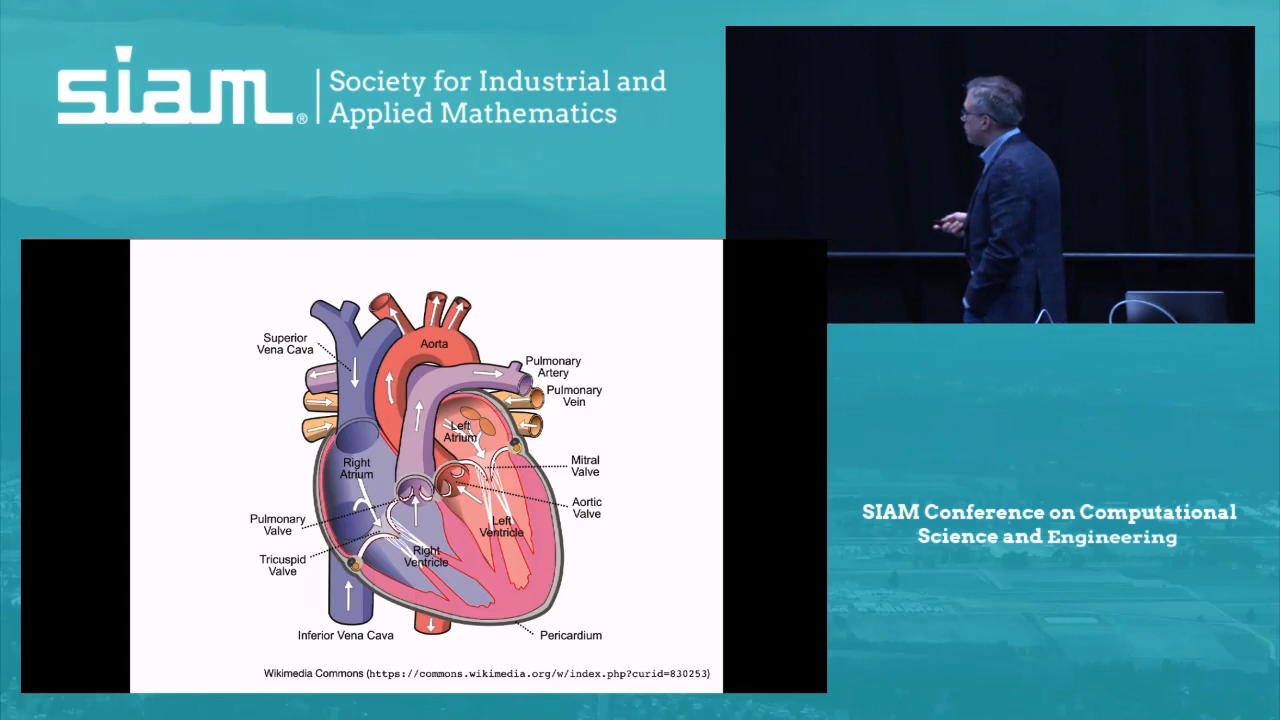 siam®
Society for Industrial and
Applied Mathematics
Superior
Vena Cava
Aorta
Pulmonary
Artery
Pulmonary
Vein
Left
Atrium
Right
Atrium
Mitral
Valve
Aortic
Valve
Pulmonary
Valve
Left
Ventricle
Tricuspid
Valve
Right
Ventricle
Inferior Vena Cava
Pericardium
Wikimedia Commons (https://commons.wikimedia.org/w/index.php?curid=830253)
SIAM Conference on Computational
Science and Engineering